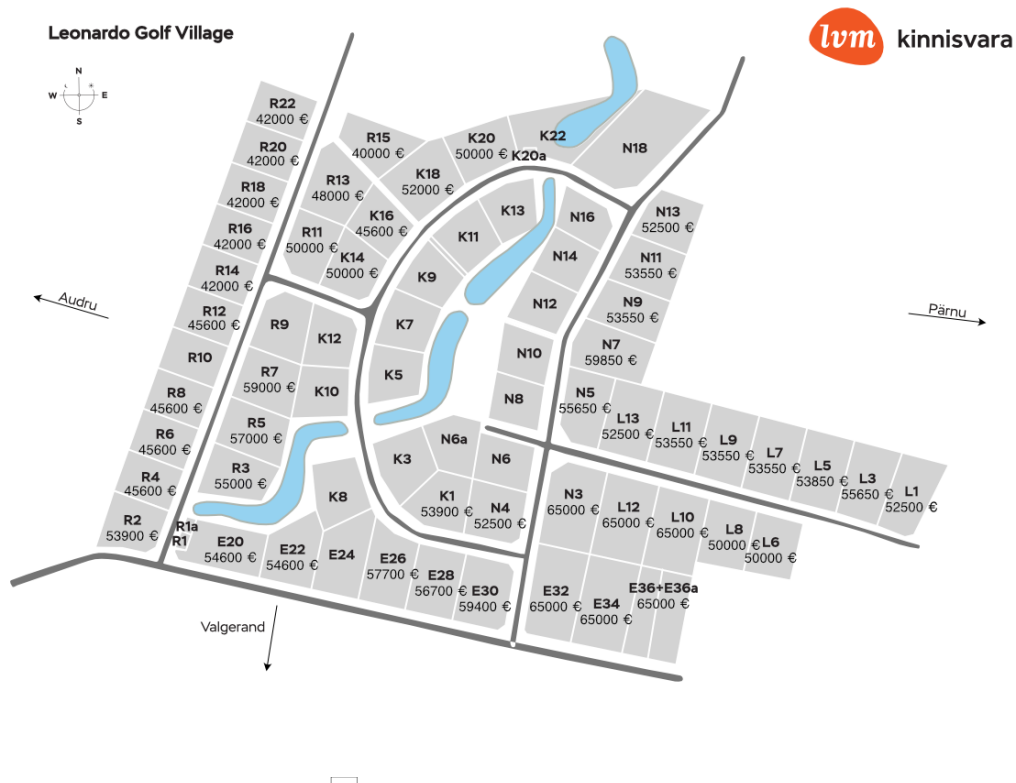 Leonardo Golf Village
lvm kinnisvara
N
W E
S
R22
42000 €
R20
42000 €
R18
42000 €
R16
42000 €
R14
42000 €
R12
45600 €
R10
R8
45600 €
R6
45600 €
R4
45600 €
R2
53900 €
R15
40000 €
R13
48000 €
R11
50000 €
K14
50000 €
K16
45600 €
K18
52000 €
K20
50000 €
K20a
K22
N18
K13
K11
K9
K7
K5
N16
N14
N12
N10
N8
N13
52500 €
N11
53550 €
N9
53550 €
N7
59850 €
N5
55650 €
L13
52500 €
L11
53550 €
L9
53550 €
L7
53550 €
L5
53850 €
L3
55650 €
L1
52500 €
Audru
Pärnu
R9
K12
R7
59000 €
K10
R5
57000 €
R3
55000 €
R1a
R1
K8
K3
N6a
N6
K1
53900 €
N4
52500 €
E20
54600 €
E22
54600 €
E24
E26
57700 €
E28
56700 €
E30
59400 €
N3
65000 €
L12
65000 €
L10
65000 €
L8
50000 €
L6
50000 €
E32
65000 €
E34
65000 €
E36+E36a
65000 €
Valgerand